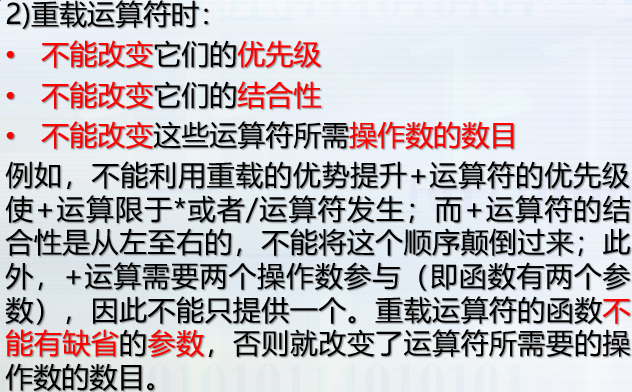 2)重载运算符时：
• 不能改变它们的优先级
• 不能改变它们的结合性
• 不能改变这些运算符所需操作数的数目
例如，不能利用重载的优势提升+运算符的优先级
使+运算限于*或者/运算符发生；而+运算符的结
合性是从左至右的，不能将这个顺序颠倒过来；此
外，+运算需要两个操作数参与（即函数有两个参
数），因此不能只提供一个。重载运算符的函数不
能有缺省的参数，否则就改变了运算符所需要的操
作数的数目。